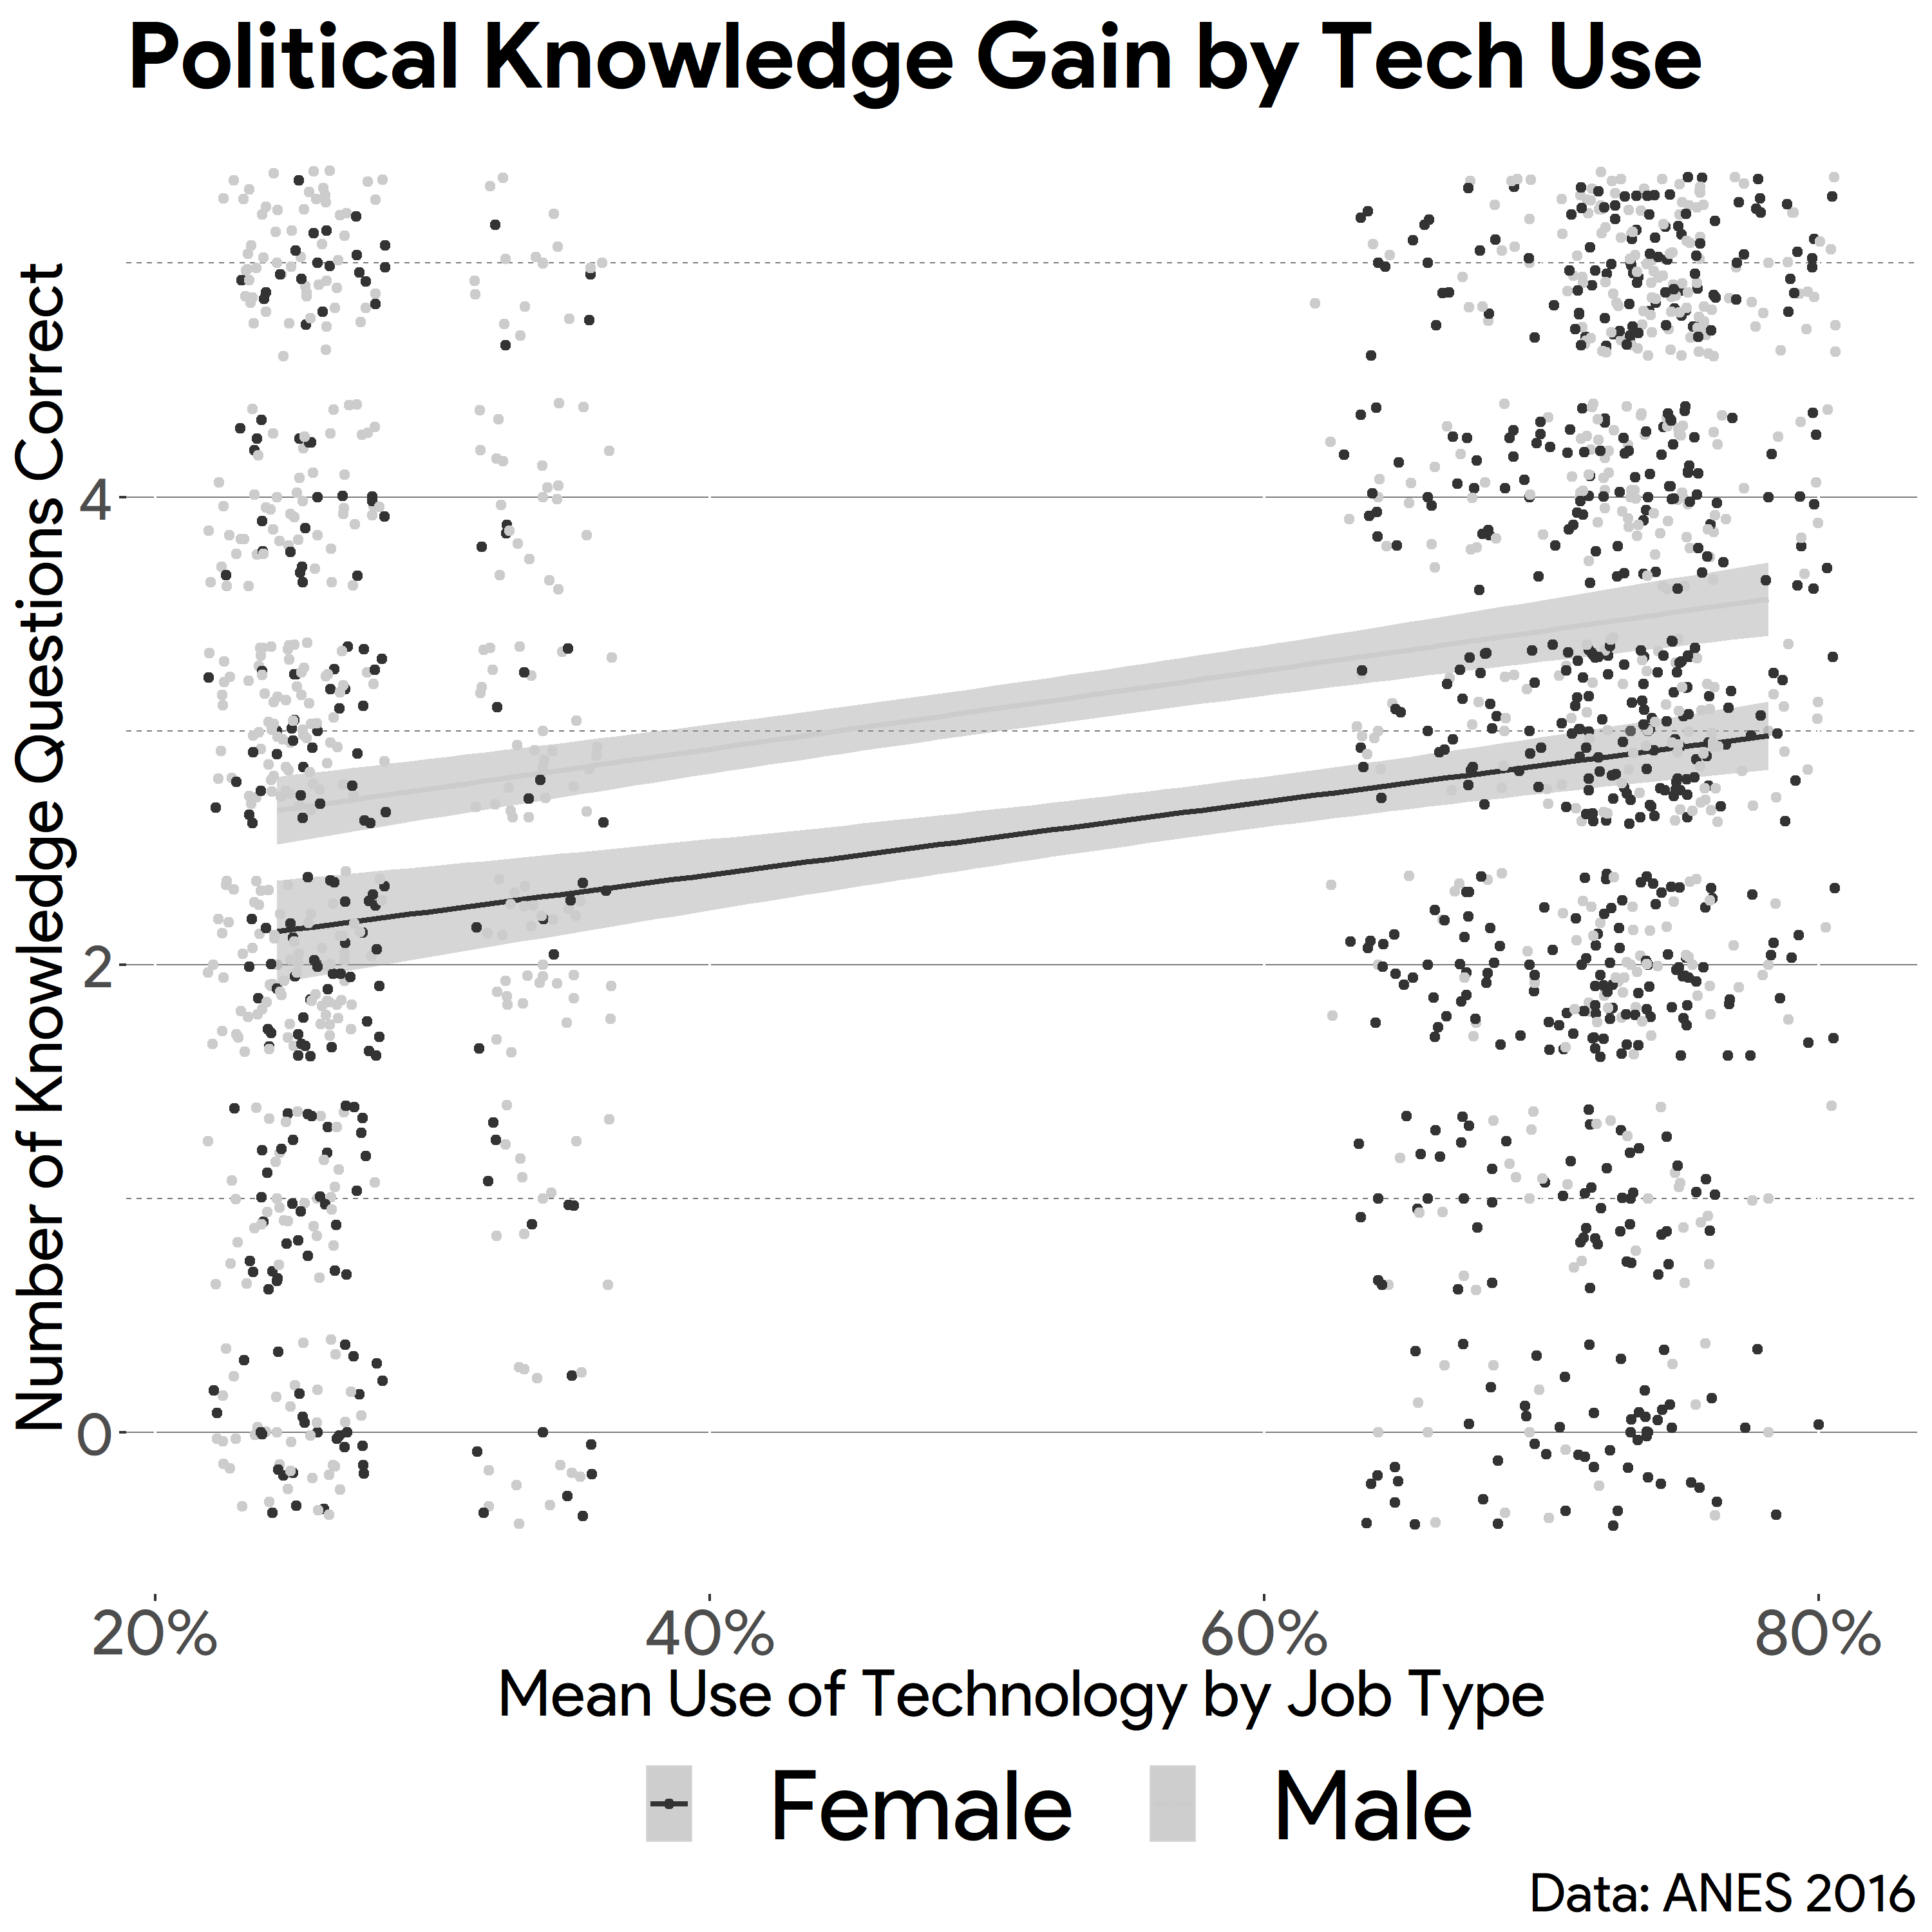 Political Knowledge Gain by Tech Use
Number of Knowledge Questions Correct
4
2
0
20% 40% 60% 80%
Mean Use of Technology by Job Type
Female Male
Data: ANES 2016